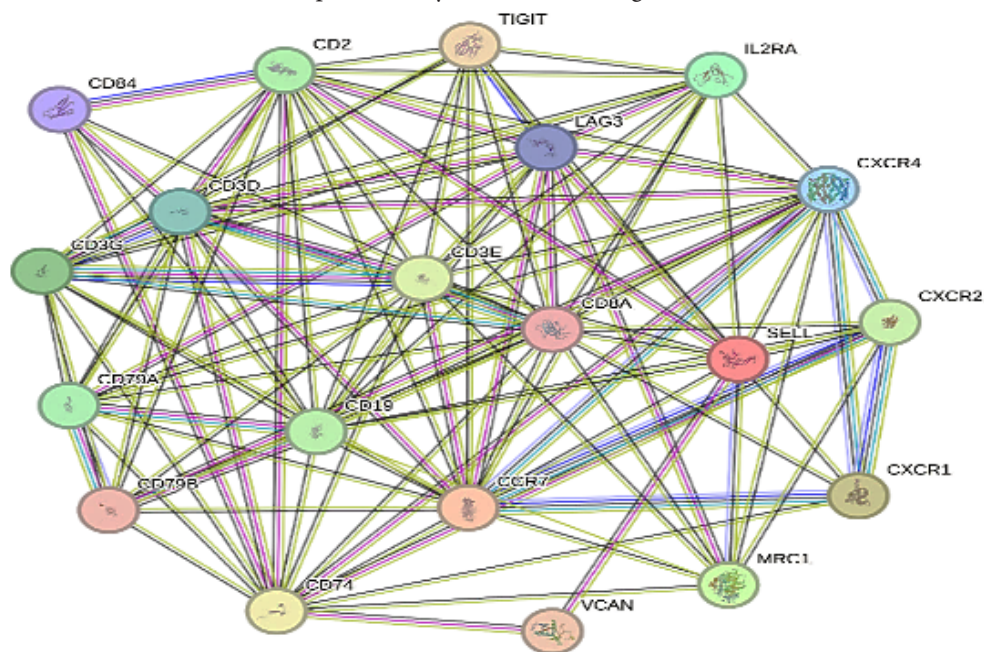 TIGIT
CD2
IL2RA
CD84
LAG3
CXCR4
CD3D
CD3G
CD3E
CXCR2
CD8A
SELL
CD79A
CD19
CXCR1
CD79B
CCR7
MRC1
CD74
VCAN